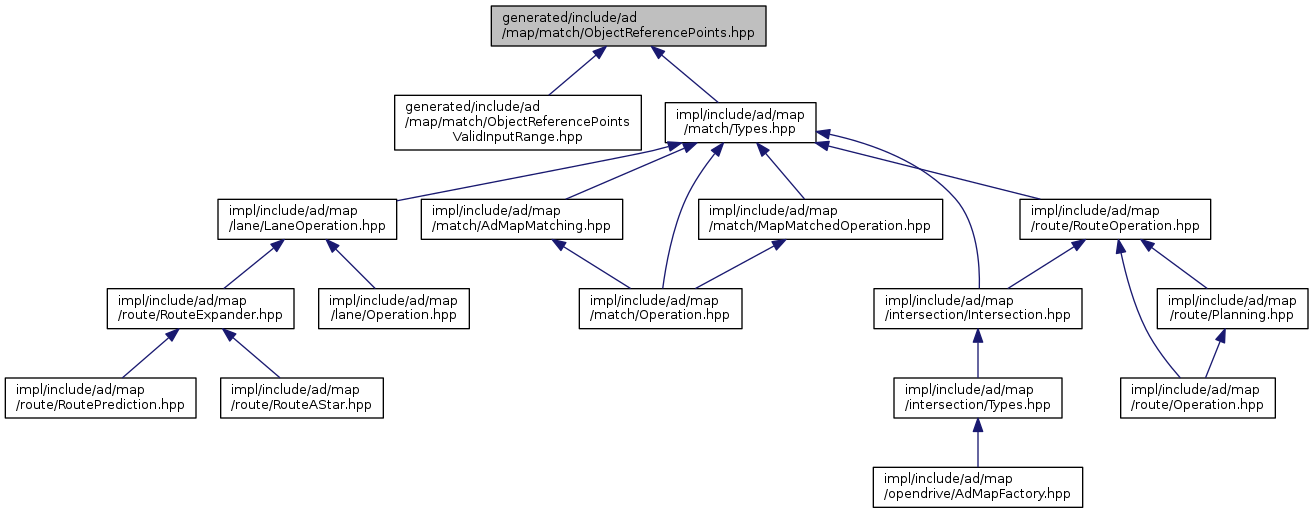 generated/include/ad
/map/match/ObjectReferencePoints.hpp
generated/include/ad
/map/match/ObjectReferencePoints
ValidInputRange.hpp
impl/include/ad/map
/match/Types.hpp
impl/include/ad/map
/lane/LaneOperation.hpp
impl/include/ad/map
/match/AdMapMatching.hpp
impl/include/ad/map
/match/MapMatchedOperation.hpp
impl/include/ad/map
/route/RouteOperation.hpp
impl/include/ad/map
/route/RouteExpander.hpp
impl/include/ad/map
/lane/Operation.hpp
impl/include/ad/map
/match/Operation.hpp
impl/include/ad/map
/intersection/Intersection.hpp
impl/include/ad/map
/route/Planning.hpp
impl/include/ad/map
/route/RoutePrediction.hpp
impl/include/ad/map
/route/RouteAStar.hpp
impl/include/ad/map
/intersection/Types.hpp
impl/include/ad/map
/route/Operation.hpp
impl/include/ad/map
/opendrive/AdMapFactory.hpp